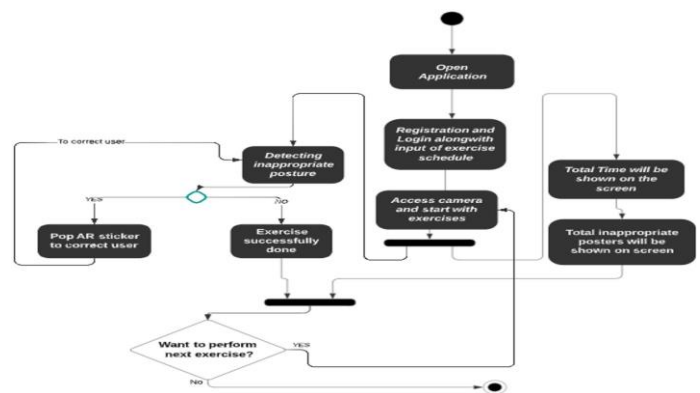 Open
Application
Registration and
Login alongwith
input of exercise
schedule
To correct user
Detecting
inappropriate
posture
Total Time will be
shown on the
screen
Access camera
and start with
exercises
YES
NO
Pop AR sticker
to correct user
Exercise
successfully
done
Total inappropriate
posters will be
shown on screen
Want to perform
next exercise?
YES
No